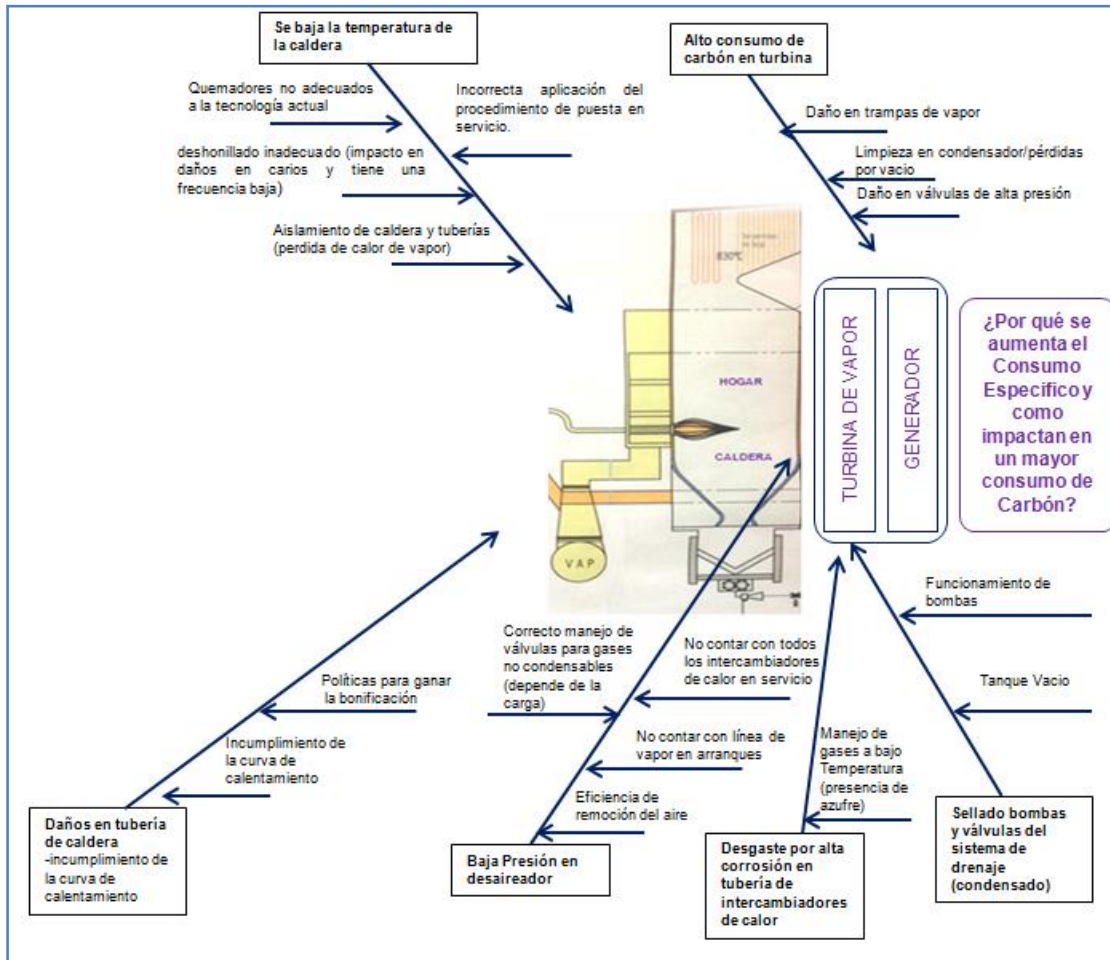 Se baja la temperatura de
la caldera
Alto consumo de
carbón en turbina
Quemadores no adecuados
a la tecnología actual
Incorrecta aplicación del
procedimiento de puesta en
servicio.
deshonillado inadecuado (impacto en
daños en carios y tiene una
frecuencia baja)
Aislamiento de caldera y tuberías
(perdida de calor de vapor)
Daño en trampas de vapor
Limpieza en condensador/pérdidas
por vacio
Daño en válvulas de alta presión
830°C
HOGAR
CALDERA
VAP
TURBINA DE VAPOR
GENERADOR
¿Por qué se
aumenta el
Consumo
Especifico y
como
impactan en
un mayor
consumo de
Carbón?
Políticas para ganar
la bonificación
Incumplimiento de
la curva de
calentamiento
Daños en tubería
de caldera
-incumplimiento de
la curva de
calentamiento
Correcto manejo de
válvulas para gases
no condensables
(depende de la
carga)
No contar con todos
los intercambiadores
de calor en servicio
No contar con línea de
vapor en arranques
Eficiencia de
remoción del aire
Baja Presión en
desaireador
Manejo de
gases a bajo
Temperatura
(presencia de
azufre)
Desgaste por alta
corrosión en
tubería de
intercambiadores
de calor
Funcionamiento de
bombas
Tanque Vacio
Sellado bombas
y válvulas del
sistema de
drenaje
(condensado)